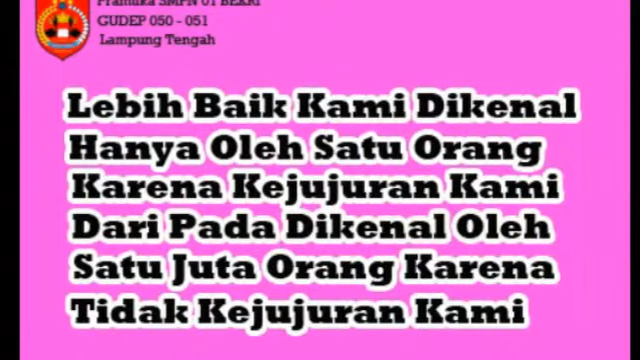 Pramuka SMPN 01 BEKRI
GUDEP 050 - 051
Lampung Tengah
Lebih Baik Kami Dikenal
Hanya Oleh Satu Orang
Karena Kejujuran Kami
Dari Pada Dikenal Oleh
Satu Juta Orang Karena
Tidak Kejujuran Kami